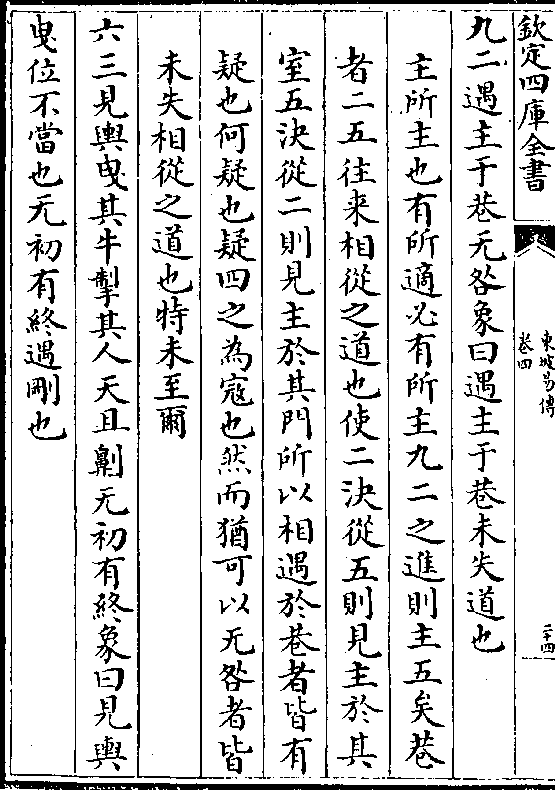 欽定四庫全書
東坡易傳
卷四
二十四
九二遇主于巷无咎象曰遇主于巷未失道也
主所主也有所適必有所主九二之進則主五矣巷
者二五往来相從之道也使二決從五則見主於其
室五決從二則見主於其門所以相遇於巷者皆有
疑也何疑也疑四之為寇也然而猶可以无咎者皆
未失相從之道也特未至爾
六三見輿曳其牛掣其人天且劓无初有終象曰見輿
曳位不當也无初有終遇剛也